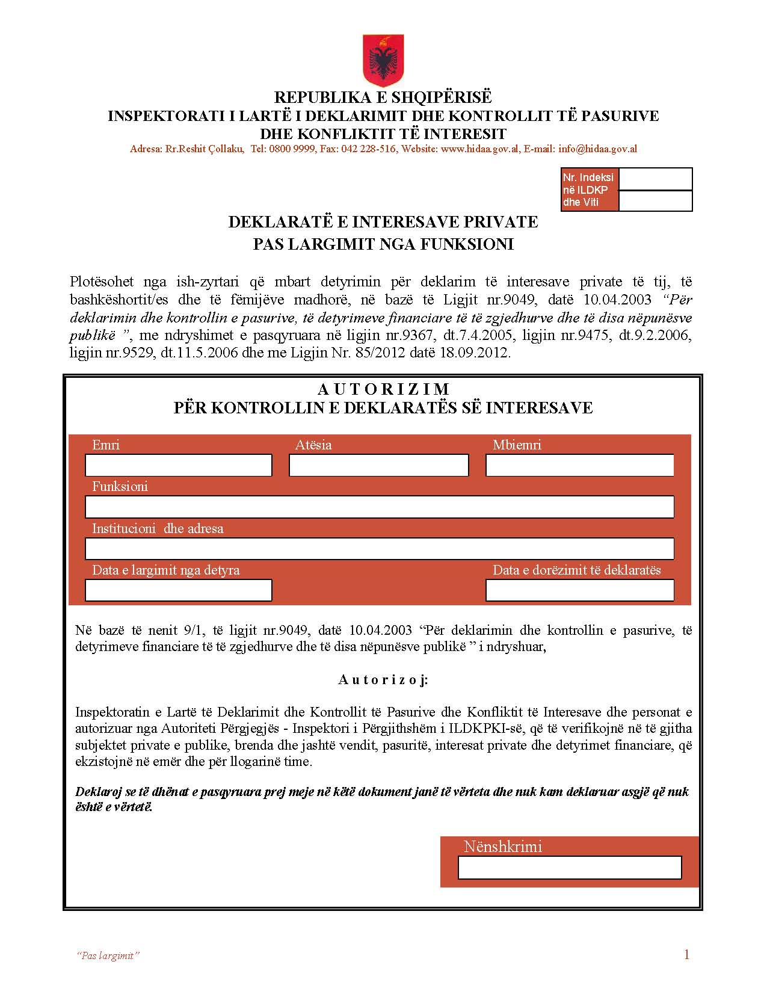 REPUBLIKA E SHQIPËRISË
INSPEKTORATI I LARTË I DEKLARIMIT DHE KONTROLLIT TË PASURIVE
DHE KONFLIKTIT TË INTERESIT
Adresa: Rr.Reshit Çollaku, Tel: 0800 9999, Fax: 042 228-516, Website: www.hidaa.gov.al, E-mail: info@hidaa.gov.al
Nr. Indeksi
në ILDKP
dhe Viti
DEKLARATË E INTERESAVE PRIVATE
PAS LARGIMIT NGA FUNKSIONI
Plotësohet nga ish-zyrtari që mbart detyrimin për deklarim të interesave private të tij, të
bashkëshortit/es dhe të fëmijëve madhorë, në bazë të Ligjit nr.9049, datë 10.04.2003 “Për
deklarimin dhe kontrollin e pasurive, të detyrimeve financiare të të zgjedhurve dhe të disa nëpunësve
publikë ”, me ndryshimet e pasqyruara në ligjin nr.9367, dt.7.4.2005, ligjin nr.9475, dt.9.2.2006,
ligjin nr.9529, dt.11.5.2006 dhe me Ligjin Nr. 85/2012 datë 18.09.2012.
A U T O R I Z I M
PËR KONTROLLIN E DEKLARATËS SË INTERESAVE
Emri Atësia Mbiemri
Funksioni
Institucioni dhe adresa
Data e largimit nga detyra Data e dorëzimit të deklaratës
Në bazë të nenit 9/1, të ligjit nr.9049, datë 10.04.2003 “Për deklarimin dhe kontrollin e pasurive, të
detyrimeve financiare të të zgjedhurve dhe të disa nëpunësve publikë ” i ndryshuar,
A u t o r i z o j:
Inspektoratin e Lartë të Deklarimit dhe Kontrollit të Pasurive dhe Konfliktit të Interesave dhe personat e
autorizuar nga Autoriteti Përgjegjës - Inspektori i Përgjithshëm i ILDKPKI-së, që të verifikojnë në të gjitha
subjektet private e publike, brenda dhe jashtë vendit, pasuritë, interesat private dhe detyrimet financiare, që
ekzistojnë në emër dhe për llogarinë time.
Deklaroj se të dhënat e pasqyruara prej meje në këtë dokument janë të vërteta dhe nuk kam deklaruar asgjë që nuk
është e vërtetë.
Nënshkrimi
“Pas largimit” 1